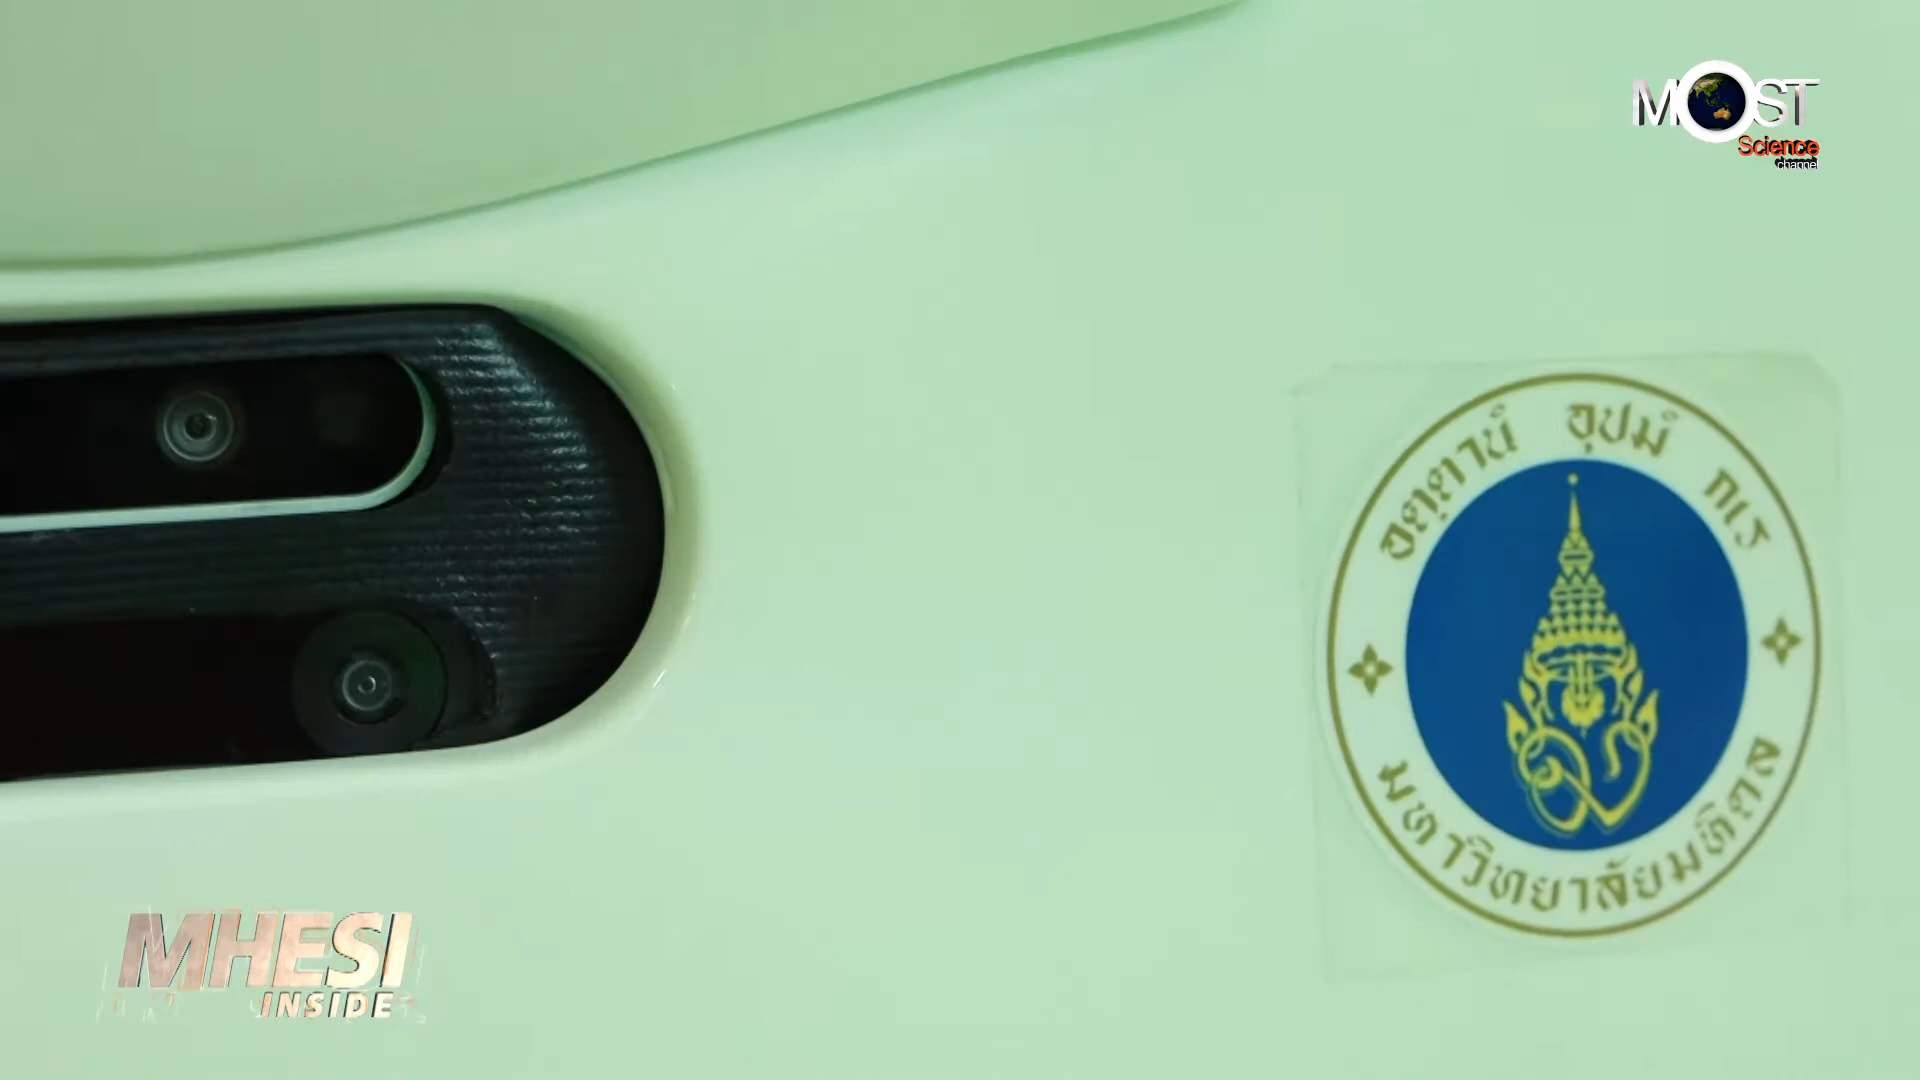 MOST
Science
channel
อตฺตานํ อุปมํ กเร
มหาวิทยาลัยมหิดล
MHESI
INSIDE